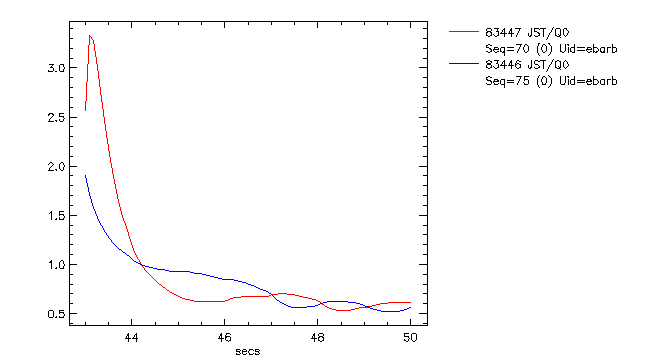 83447 JST/Q0
Seq=70 (0) Uid=ebarb
83446 JST/Q0
Seq=75 (0) Uid=ebarb
3.0
2.5
2.0
1.5
1.0
0.5
44 46 48 50
secs